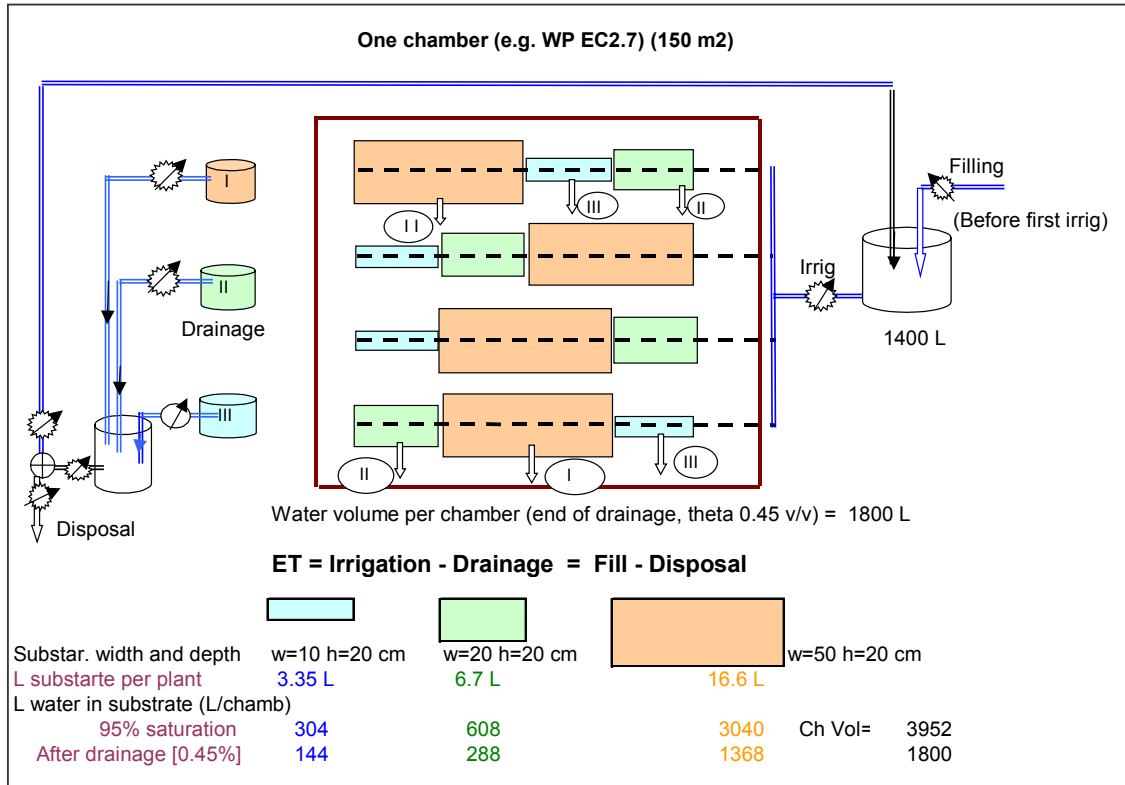 One chamber (e.g. WP EC2.7) (150 m2)
Filling
(Before first irrig)
I
III
II
I I
Irrig
II
Drainage
1400 L
III
II
I
III
Disposal
Water volume per chamber (end of drainage, theta 0.45 v/v) = 1800 L
ET = Irrigation - Drainage = Fill - Disposal
Substar. width and depth w=10 h=20 cm w=20 h=20 cm w=50 h=20 cm
L substarte per plant 3.35 L 6.7 L 16.6 L
L water in substrate (L/chamb)
95% saturation 304 608 3040 Ch Vol= 3952
After drainage [0.45%] 144 288 1368 1800